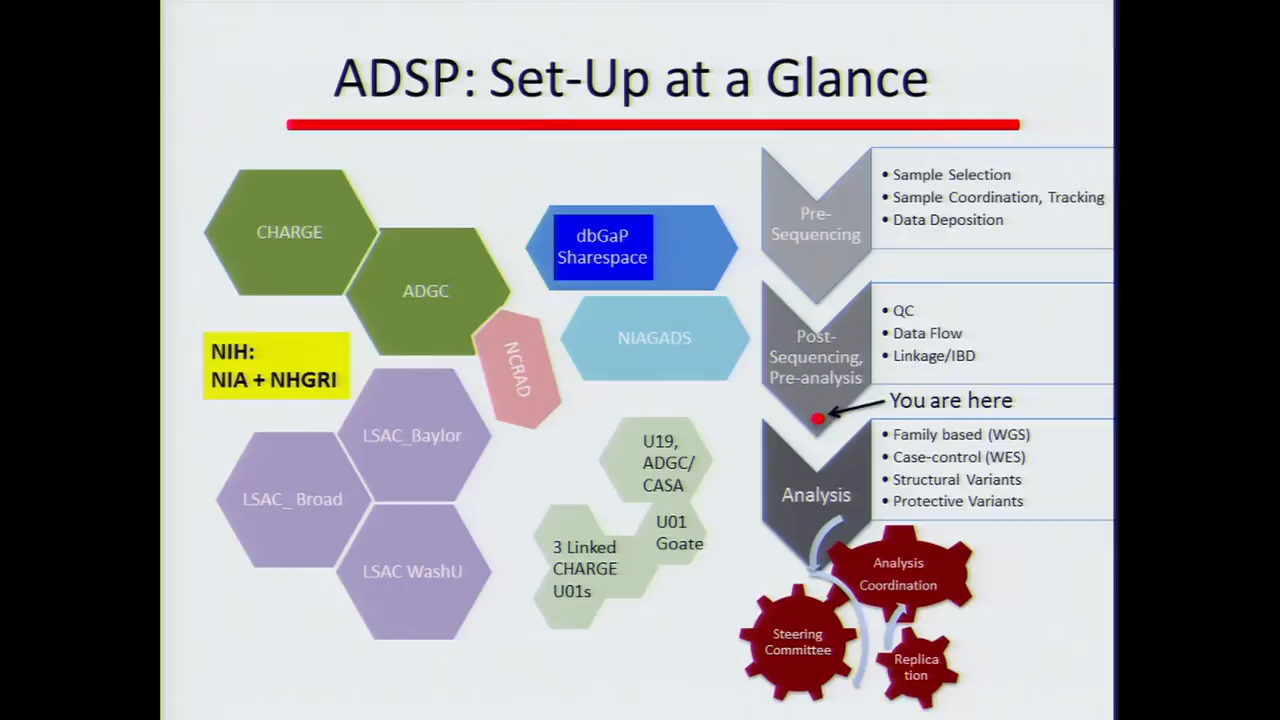 ADSP: Set-Up at a Glance
CHARGE
ADGC
NIH:
NIA + NHGRI
NCRAD
LSAC_Baylor
LSAC_ Broad
LSAC WashU
dbGaP
Sharespace
NIAGADS
U19,
ADGC/
CASA
U01
Goate
3 Linked
CHARGE
U01s
Pre-
Sequencing
• Sample Selection
• Sample Coordination, Tracking
• Data Deposition
Post-
Sequencing,
Pre-analysis
• QC
• Data Flow
• Linkage/IBD
You are here
Analysis
• Family based (WGS)
• Case-control (WES)
• Structural Variants
• Protective Variants
Analysis
Coordination
Steering
Committee
Replica
tion